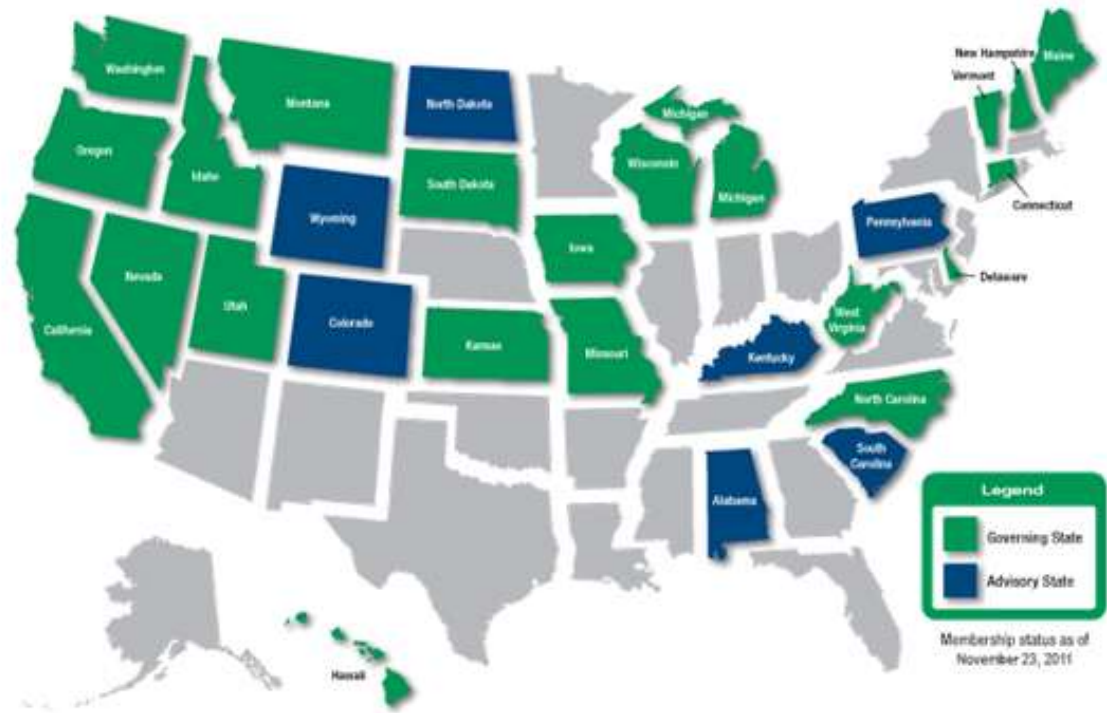 Washington
Montana
North Dakota
Michigan
New Hampshire
Maine
Vermont
Oregon
Idaho
South Dakota
Wisconsin
Michigan
Wyoming
Pennsylvania
Connecticut
Iowa
Nevada
Utah
Delaware
California
Colorado
Kansas
Missouri
Kentucky
West
Virginia
North Carolina
South
Carolina
Alabama
Hawaii
Legend
Governing State
Advisory State
Membership status as of
November 23, 2011